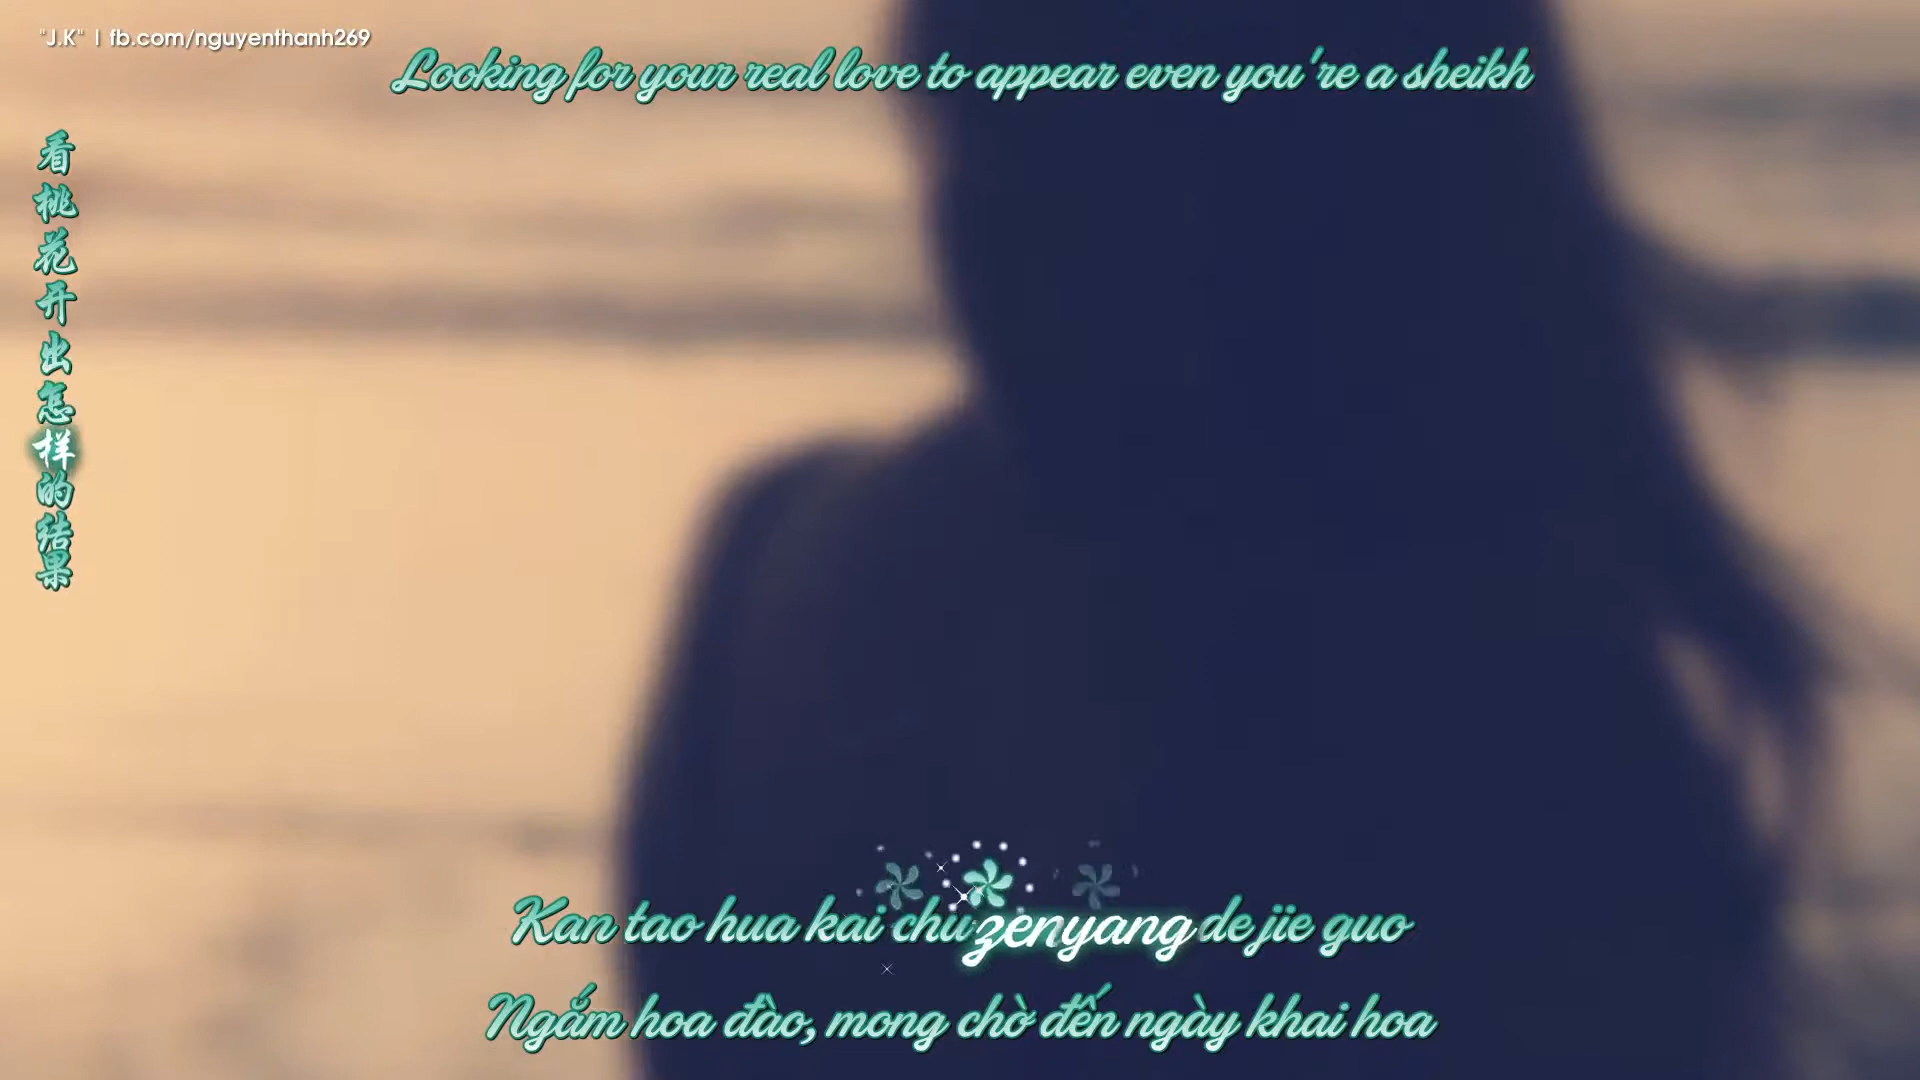 "J.K" | fb.com/nguyenthanh269
Looking for your real love to appear even you're a sheikh
看桃花开出怎样的结果
Kan tao hua kai chu zenyang de jie guo
Ngắm hoa đào, mong chờ đến ngày khai hoa